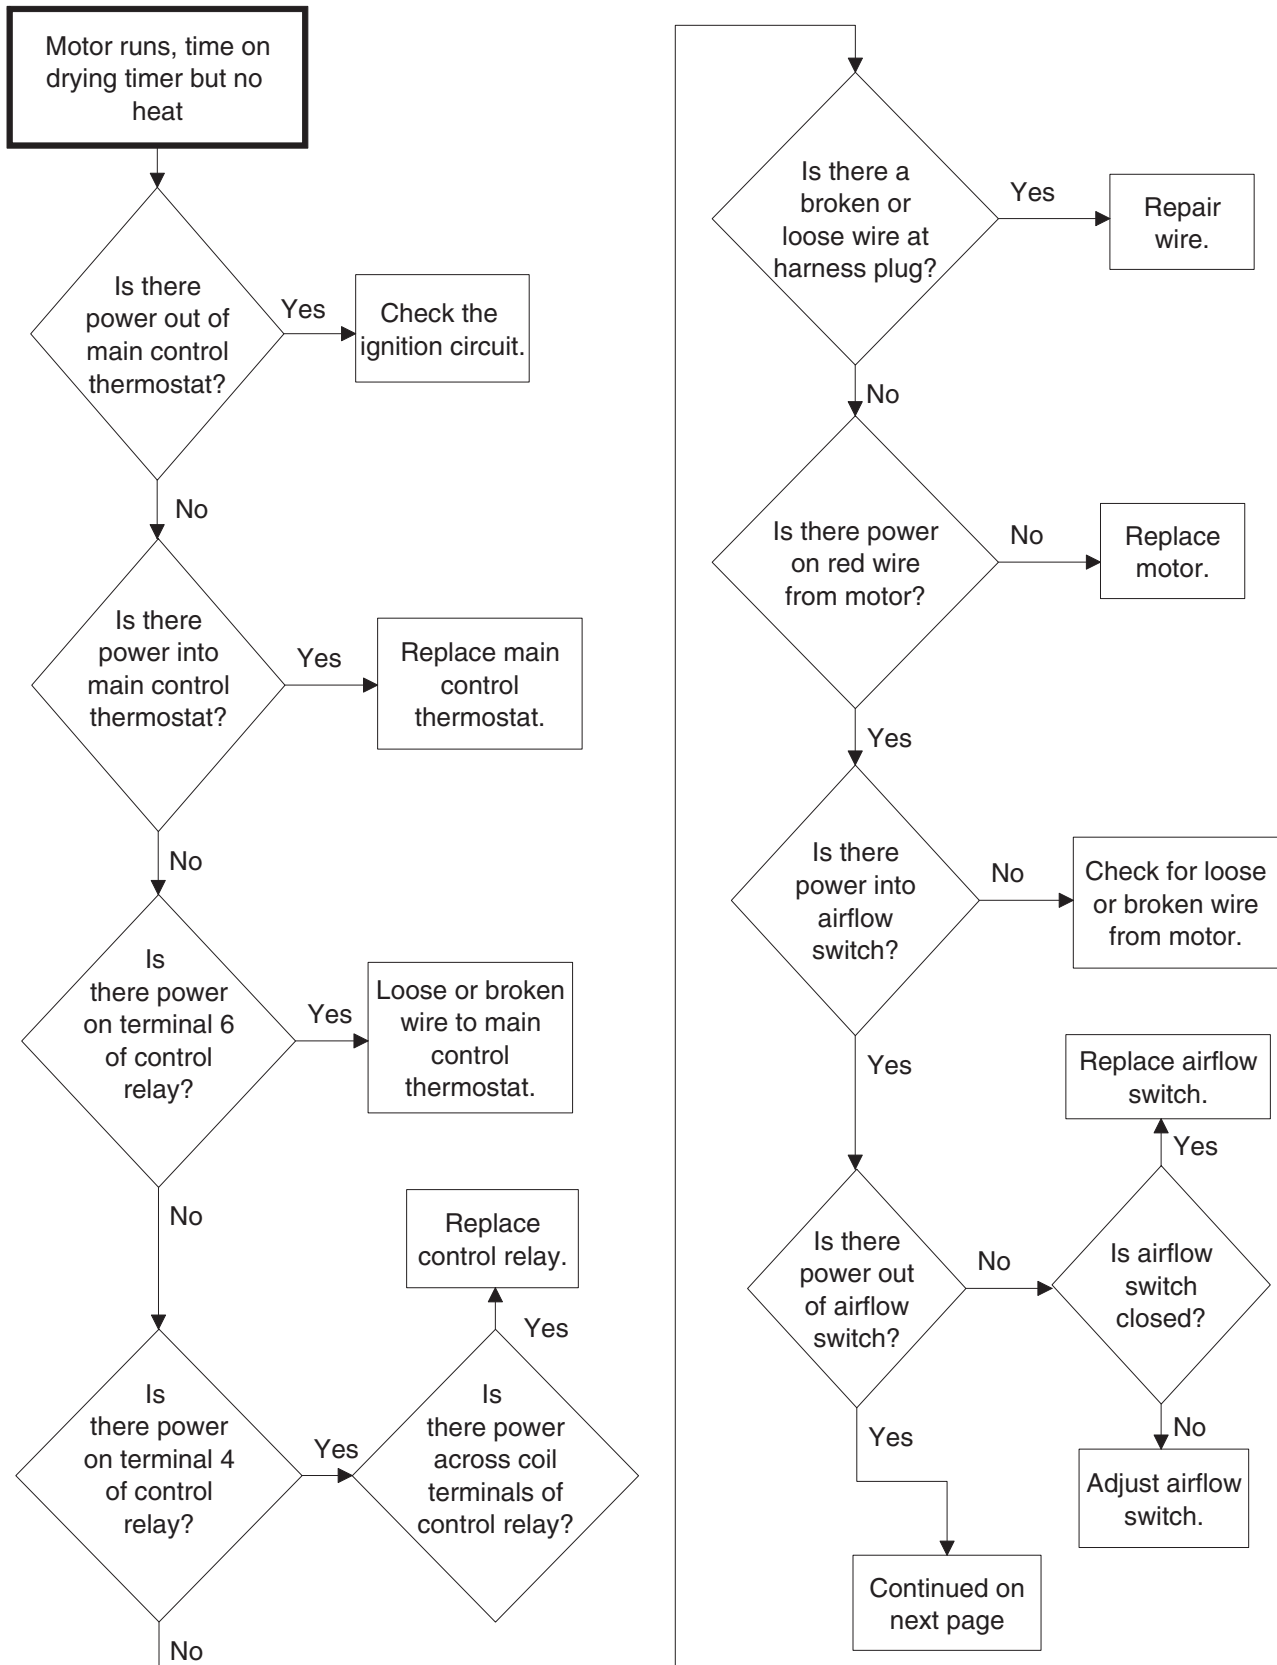 Motor runs, time on
drying timer but no
heat
Is there
power out of
main control
thermostat?
Yes
Check the
ignition circuit.
No
Is there
power into
main control
thermostat?
Yes
Replace main
control
thermostat.
No
Is
there power
on terminal 6
of control
relay?
Yes
Loose or broken
wire to main
control
thermostat.
No
Is
there power
on terminal 4
of control
relay?
Yes
Is
there power
across coil
terminals of
control relay?
Yes
Replace
control relay.
No
Is there a
broken or
loose wire at
harness plug?
Yes
Repair
wire.
No
Is there power
on red wire
from motor?
No
Replace
motor.
Yes
Is there
power into
airflow
switch?
No
Check for loose
or broken wire
from motor.
Yes
Is there
power out
of airflow
switch?
No
Is airflow
switch
closed?
Yes
Replace airflow
switch.
No
Adjust airflow
switch.
Yes
Continued on
next page